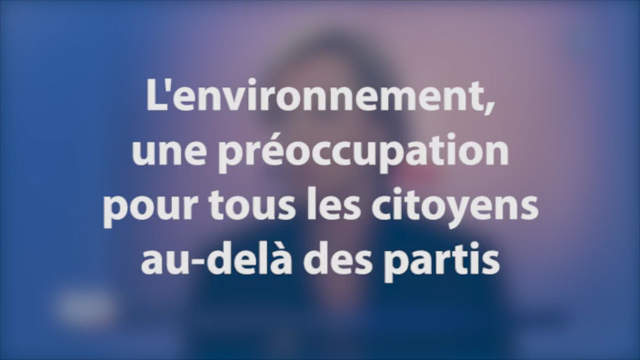 L'environnement,
une préoccupation
pour tous les citoyens
au-delà des partis